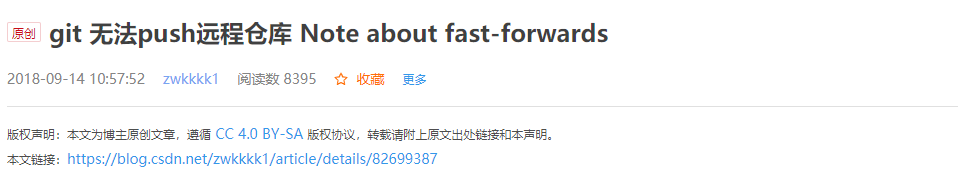 原创 git 无法push远程仓库 Note about fast-forwards
2018-09-14 10:57:52 zwkkkk1 阅读数 8395 收藏 更多
版权声明：本文为博主原创文章，遵循 CC 4.0 BY-SA 版权协议，转载请附上原文出处链接和本声明。
本文链接：https://blog.csdn.net/zwkkkk1/article/details/82699387